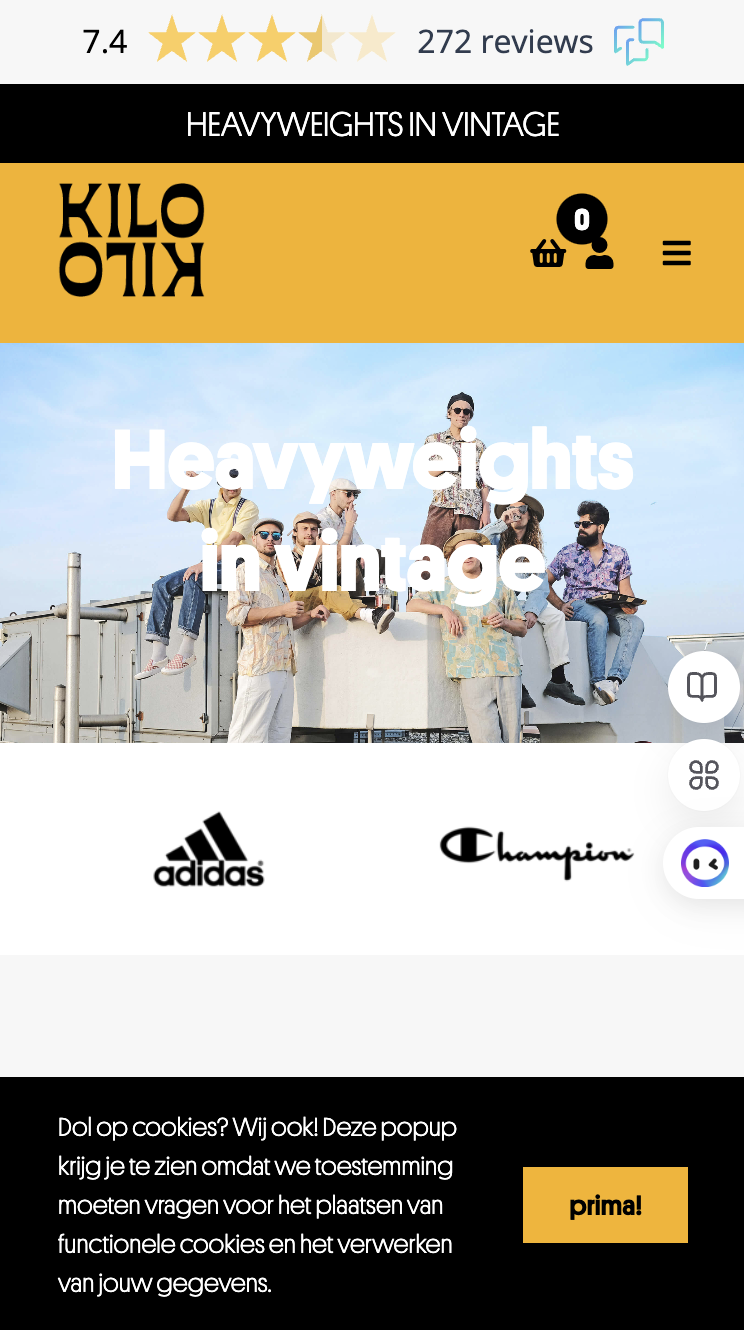 7.4 272 reviews
HEAVYWEIGHTS IN VINTAGE
KILO
KILO
0
Heavyweights
in vintage
adidas
Champion
Dol op cookies? Wij ook! Deze popup
krijg je te zien omdat we toestemming
moeten vragen voor het plaatsen van
functionele cookies en het verwerken
van jouw gegevens.
prima!